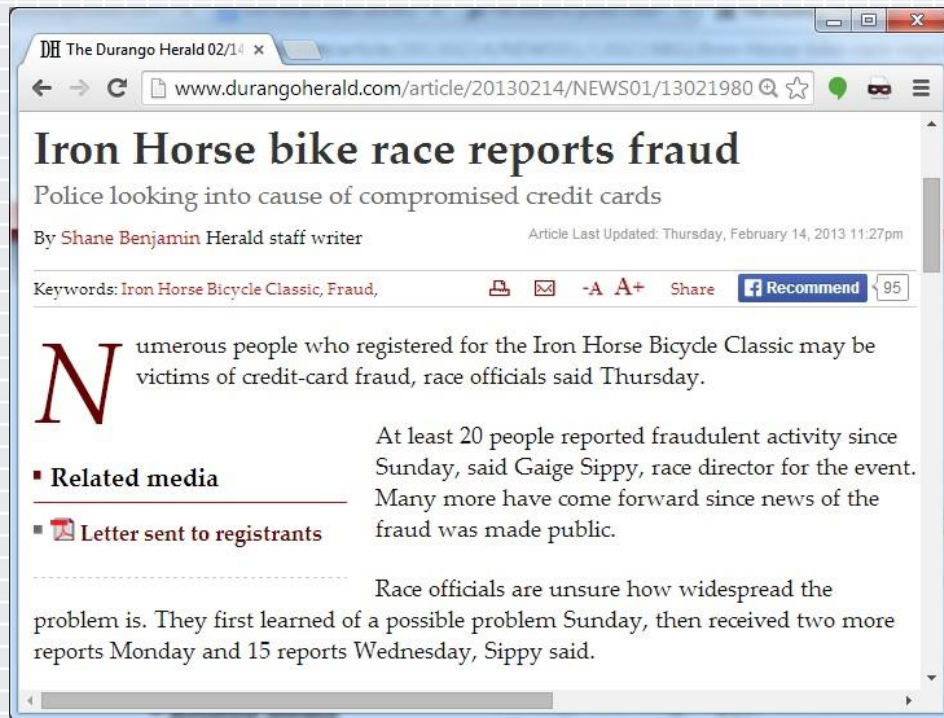 DH The Durango Herald 02/14
www.durangoherald.com/article/20130214/NEWS01/13021980
Iron Horse bike race reports fraud
Police looking into cause of compromised credit cards
By Shane Benjamin Herald staff writer
Article Last Updated: Thursday, February 14, 2013 11:27pm
Keywords: Iron Horse Bicycle Classic, Fraud,
-A A+ Share f Recommend 95
Numerous people who registered for the Iron Horse Bicycle Classic may be
victims of credit-card fraud, race officials said Thursday.
Related media
Letter sent to registrants
At least 20 people reported fraudulent activity since
Sunday, said Gaige Sippy, race director for the event.
Many more have come forward since news of the
fraud was made public.
Race officials are unsure how widespread the
problem is. They first learned of a possible problem Sunday, then received two more
reports Monday and 15 reports Wednesday, Sippy said.